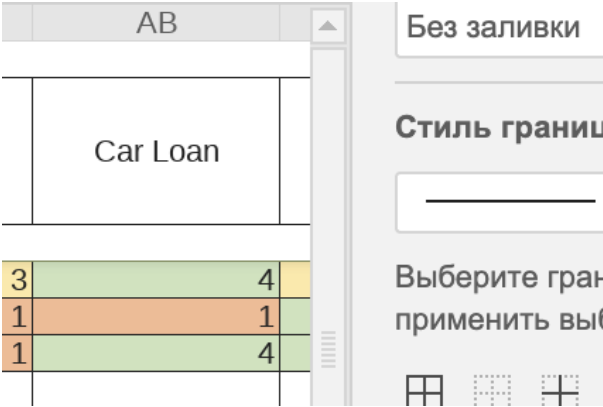 AB
Car Loan
3 4
1 1
1 4
Без заливки
Стиль границ
Выберите гран
применить выб